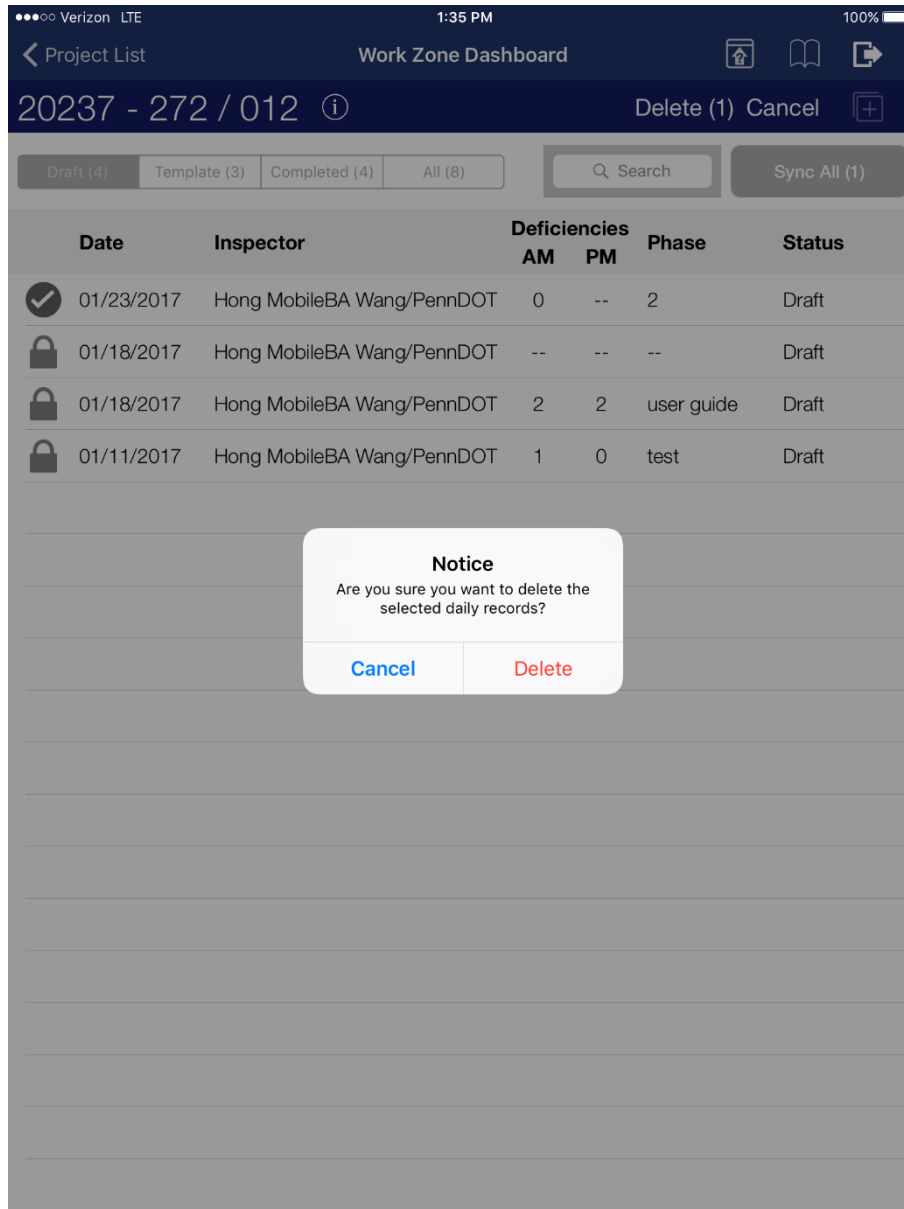 Verizon LTE 1:35 PM 100%
Project List Work Zone Dashboard
20237 - 272 / 012 Delete (1) Cancel
Draft (4) Template (3) Completed (4) All (8) Search Sync All (1)
Date Inspector Deficiencies Phase Status
AM PM
01/23/2017 Hong MobileBA Wang/PennDOT 0 -- 2 Draft
01/18/2017 Hong MobileBA Wang/PennDOT -- -- -- Draft
01/18/2017 Hong MobileBA Wang/PennDOT 2 2 user guide Draft
01/11/2017 Hong MobileBA Wang/PennDOT 1 0 test Draft
Notice
Are you sure you want to delete the
selected daily records?
Cancel Delete